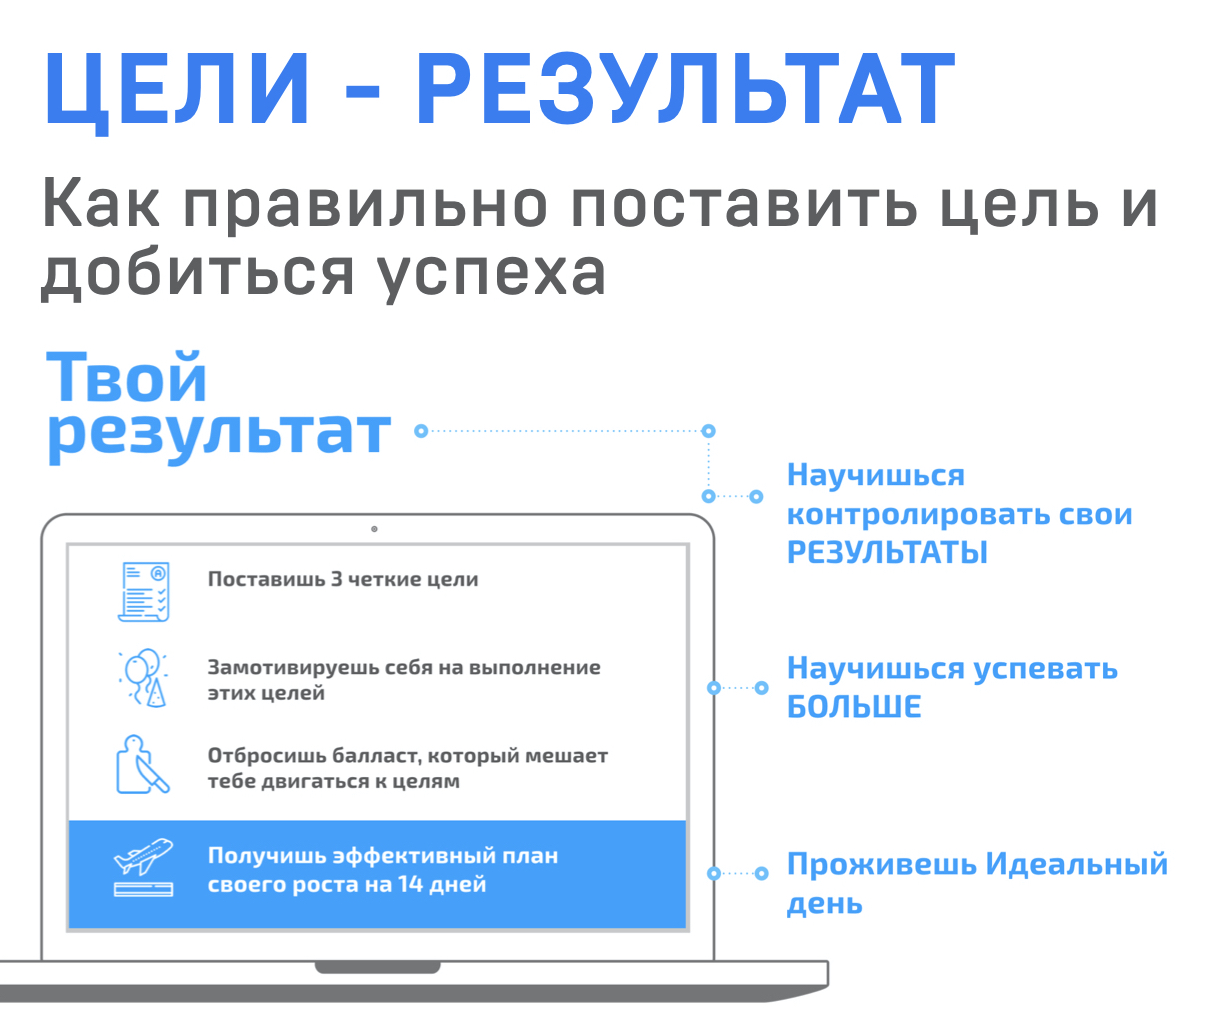 ЦЕЛИ - РЕЗУЛЬТАТ
Как правильно поставить цель и
добиться успеха
Твой
результат
Научишься
контролировать свои
РЕЗУЛЬТАТЫ
Поставишь 3 четкие цели
Замотивируешь себя на выполнение
этих целей
Научишься успевать
БОЛЬШЕ
Отбросишь балласт, который мешает
тебе двигаться к целям
Получишь эффективный план
своего роста на 14 дней
Проживешь Идеальный
день